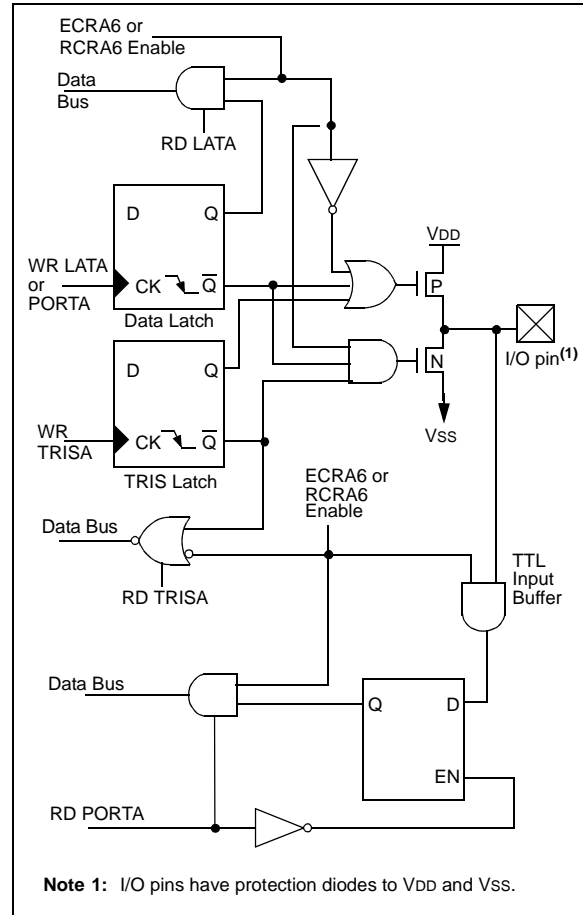 ECRA6 or
RCRA6 Enable
Data
Bus
RD LATA
D
Q
VDD
WR LATA
or
PORTA
CK
Q
P
Data Latch
I/O pin(1)
D
Q
N
WR
TRISA
CK
Q
VSS
TRIS Latch
ECRA6 or
RCRA6
Enable
Data Bus
TTL
Input
Buffer
RD TRISA
Data Bus
Q
D
EN
RD PORTA
Note 1: I/O pins have protection diodes to VDD and VSS.